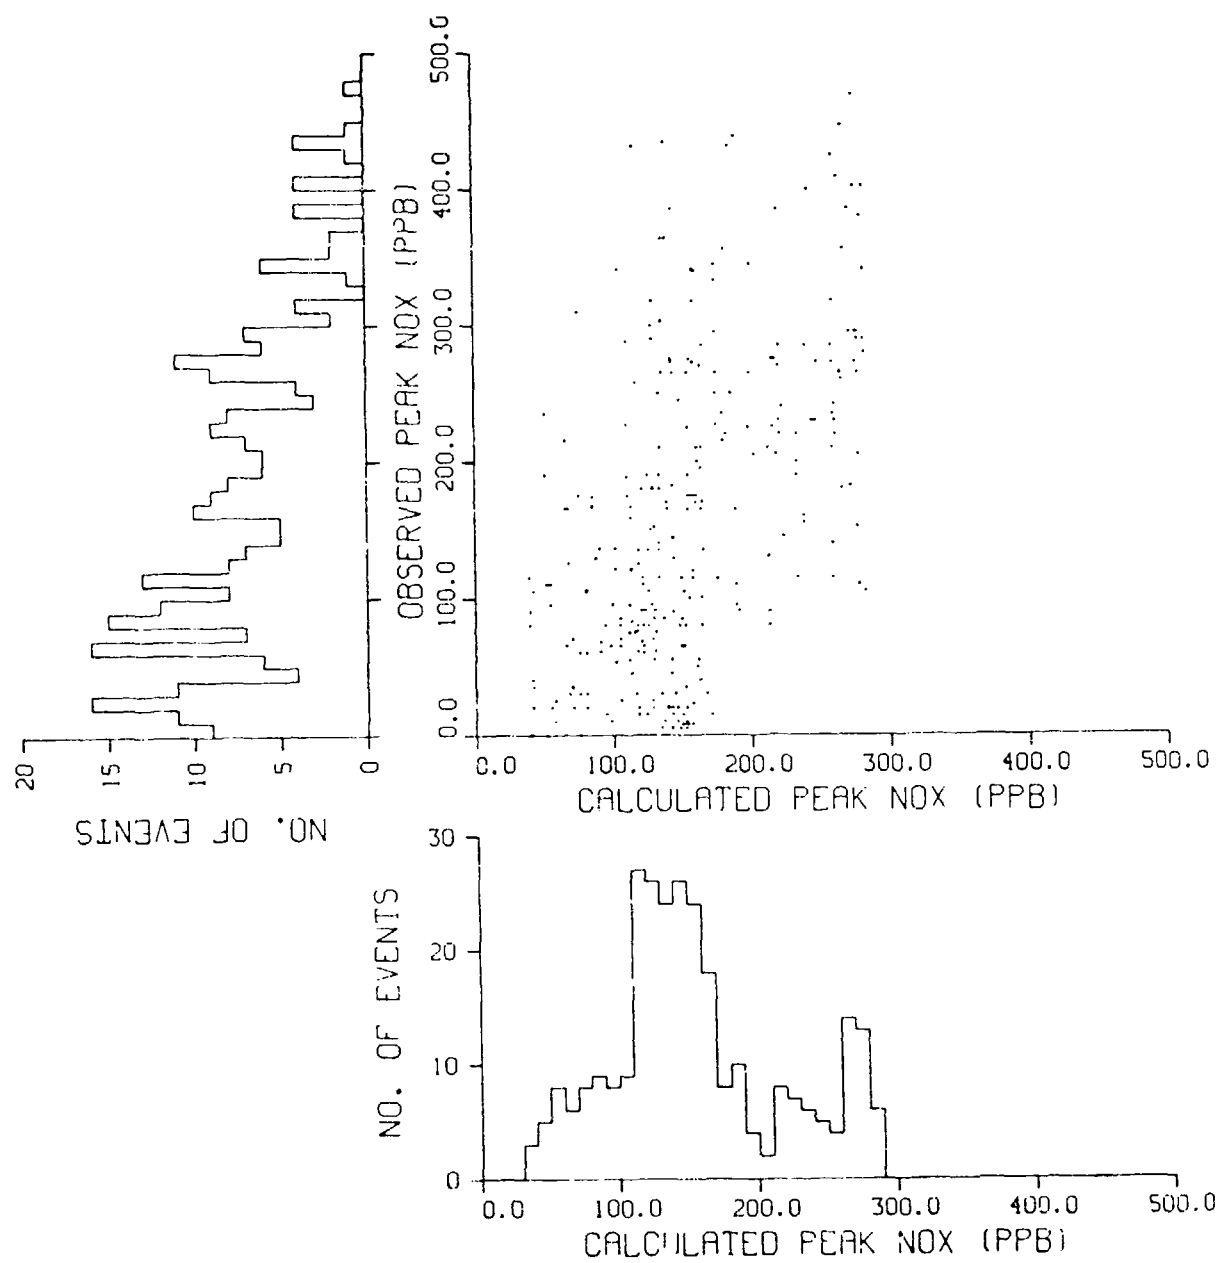 500.0
400.0
300.0
200.0
100.0
0.0
OBSERVED PEAK NOX (PPB)
20
15
10
5
0
NO. OF EVENTS
0.0 100.0 200.0 300.0 400.0 500.0
CALCULATED PEAK NOX (PPB)
30
20
10
0
NO. OF EVENTS
0.0 100.0 200.0 300.0 400.0 500.0
CALCULATED PEAK NOX (PPB)